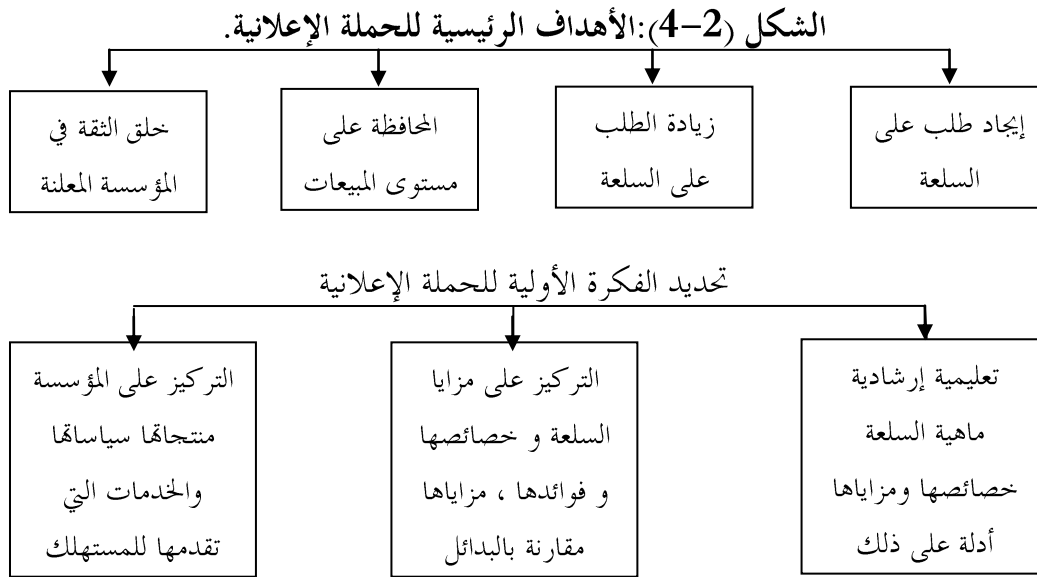 الشكل (2-4):الأهداف الرئيسية للحملة الإعلانية.
إيجاد طلب على
السلعة
زيادة الطلب
على السلعة
المحافظة على
مستوى المبيعات
خلق الثقة في
المؤسسة المعلنة
تحديد الفكرة الأولية للحملة الإعلانية
تعليمية إرشادية
ماهية السلعة
خصائصها ومزاياها
أدلة على ذلك
التركيز على مزايا
السلعة و خصائصها
و فوائدها ، مزاياها
مقارنة بالبدائل
التركيز على المؤسسة
منتجاتها سياساتها
والخدمات التي
تقدمها للمستهلك